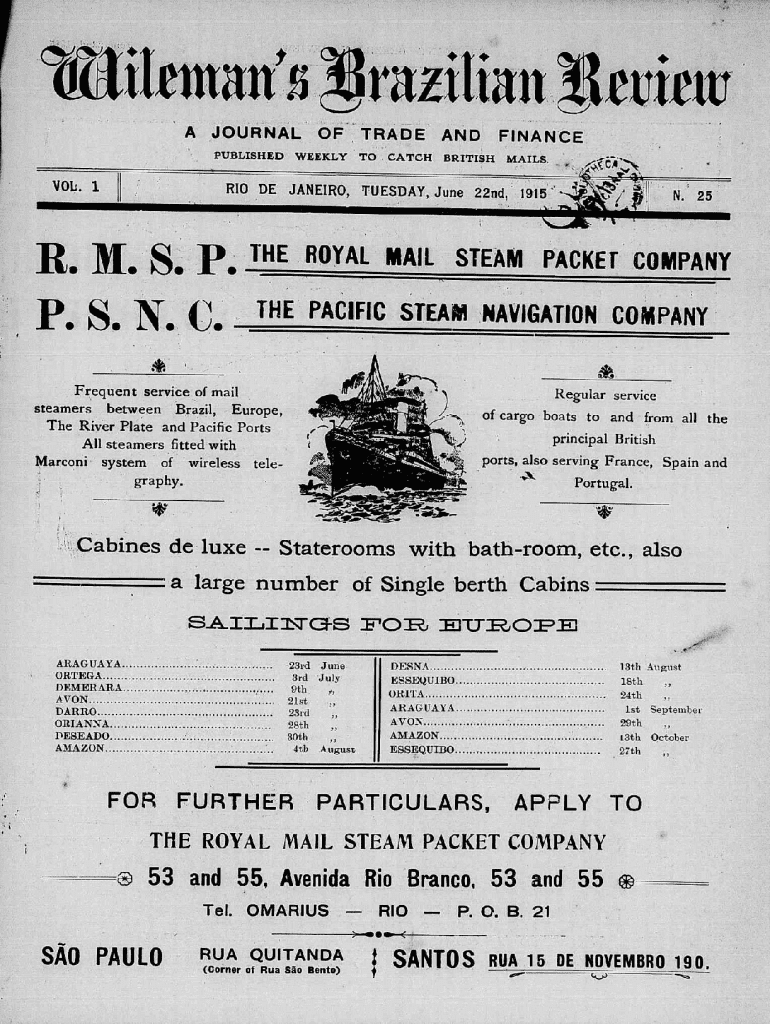 Wileman's Brazilian Review
A JOURNAL OF TRADE AND FINANCE
PUBLISHED WEEKLY TO CATCH BRITISH MAILS.
VOL. 1
RIO DE JANEIRO, TUESDAY, June 22nd, 1915
N. 25
R. M. S. P. THE ROYAL MAIL STEAM PACKET COMPANY
P. S. N. C. THE PACIFIC STEAM NAVIGATION COMPANY
Frequent service of mail
steamers between Brazil, Europe,
The River Plate and Pacific Ports
All steamers fitted with
Marconi system of wireless tele-
graphy.
Regular service
of cargo boats to and from all the
principal British
ports, also serving France, Spain and
Portugal.
Cabines de luxe -- Staterooms with bath-room, etc., also
a large number of Single berth Cabins
SAILINGS FOR EUROPE
ARAGUAYA 23rd June
ORTEGA 3rd July
DEMERARA 9th „
AVON 21st „
DARRO 23rd „
ORIANNA 28th „
DESEADO 30th „
AMAZON 4th August
DESNA 13th August
ESSEQUIBO 18th „
ORITA 24th „
ARAGUAYA 1st September
AVON 29th „
AMAZON 13th October
ESSEQUIBO 27th „
FOR FURTHER PARTICULARS, APPLY TO
THE ROYAL MAIL STEAM PACKET COMPANY
53 and 55, Avenida Rio Branco, 53 and 55
Tel. OMARIUS — RIO — P. O. B. 21
SÃO PAULO RUA QUITANDA
(Corner of Rua São Bento)
SANTOS RUA 15 DE NOVEMBRO 190.